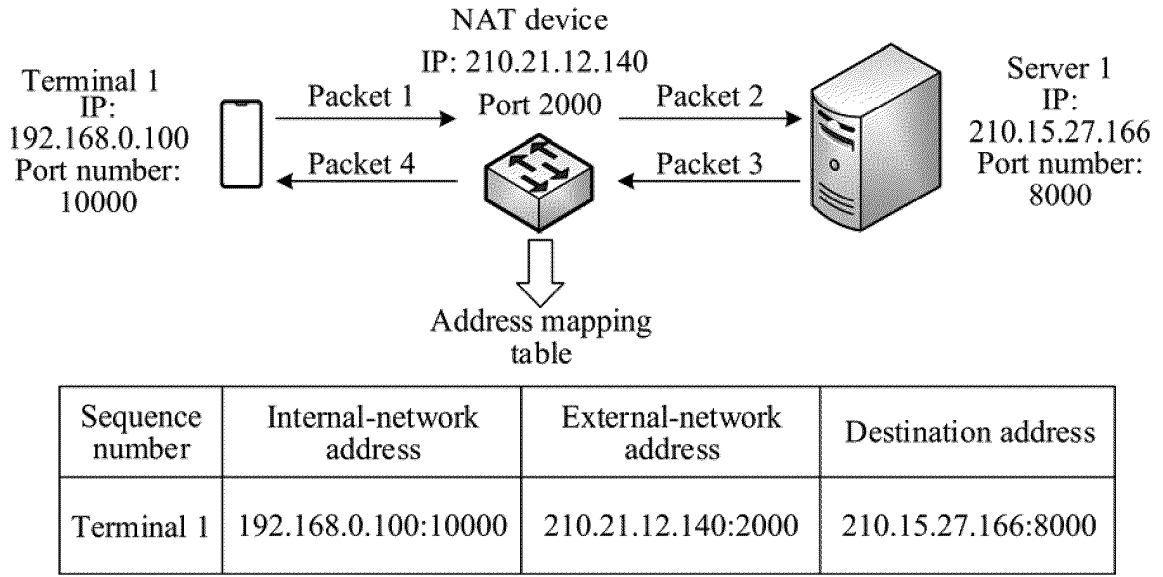 NAT device
IP: 210.21.12.140
Port 2000
Terminal 1
IP:
192.168.0.100
Port number:
10000
Packet 1
Packet 2
Packet 4
Packet 3
Server 1
IP:
210.15.27.166
Port number:
8000
Address mapping
table
Sequence
number
Internal-network
address
External-network
address
Destination address
Terminal 1
192.168.0.100:10000
210.21.12.140:2000
210.15.27.166:8000